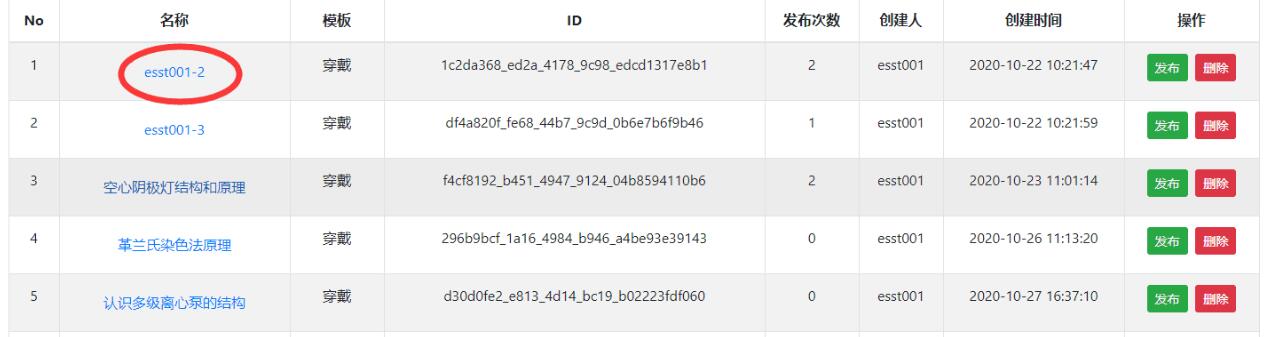 No 名称 模板 ID 发布次数 创建人 创建时间 操作
1 esst001-2 穿戴 1c2da368_ed2a_4178_9c98_edcd1317e8b1 2 esst001 2020-10-22 10:21:47 发布 删除
2 esst001-3 穿戴 df4a820f_fe68_44b7_9c9d_0b6e7b6f9b46 1 esst001 2020-10-22 10:21:59 发布 删除
3 空心阴极灯结构和原理 穿戴 f4cf8192_b451_4947_9124_04b8594110b6 2 esst001 2020-10-23 11:01:14 发布 删除
4 革兰氏染色法原理 穿戴 296b9bcf_1a16_4984_b946_a4be93e39143 0 esst001 2020-10-26 11:13:20 发布 删除
5 认识多级离心泵的结构 穿戴 d30d0fe2_e813_4d14_bc19_b02223fdf060 0 esst001 2020-10-27 16:37:10 发布 删除